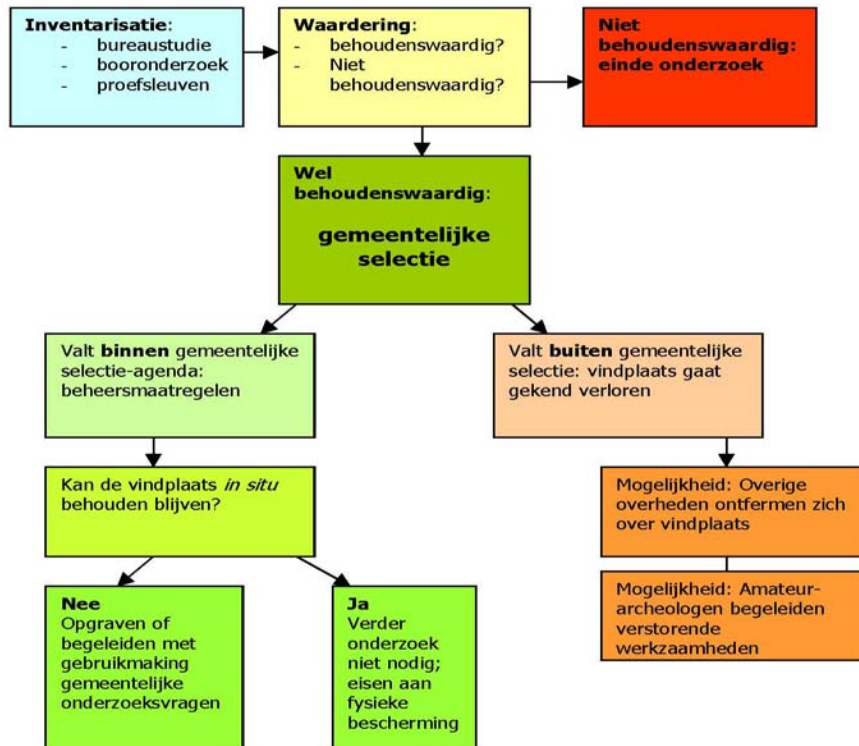 Inventarisatie:
- bureaustudie
- booronderzoek
- proefsleuven
Waardering:
- behoudenswaardig?
- Niet
behoudenswaardig?
Niet
behoudenswaardig:
einde onderzoek
Wel
behoudenswaardig:
gemeentelijke
selectie
Valt binnen gemeentelijke
selectie-agenda:
beheersmaatregelen
Valt buiten gemeentelijke
selectie: vindplaats gaat
gekend verloren
Kan de vindplaats in situ
behouden blijven?
Mogelijkheid: Overige
overheden ontfermen zich
over vindplaats
Nee
Opgraven of
begeleiden met
gebruikmaking
gemeentelijke
onderzoeksvragen
Ja
Verder
onderzoek
niet nodig;
eisen aan
fysieke
bescherming
Mogelijkheid: Amateur-
archeologen begeleiden
verstorende
werkzaamheden